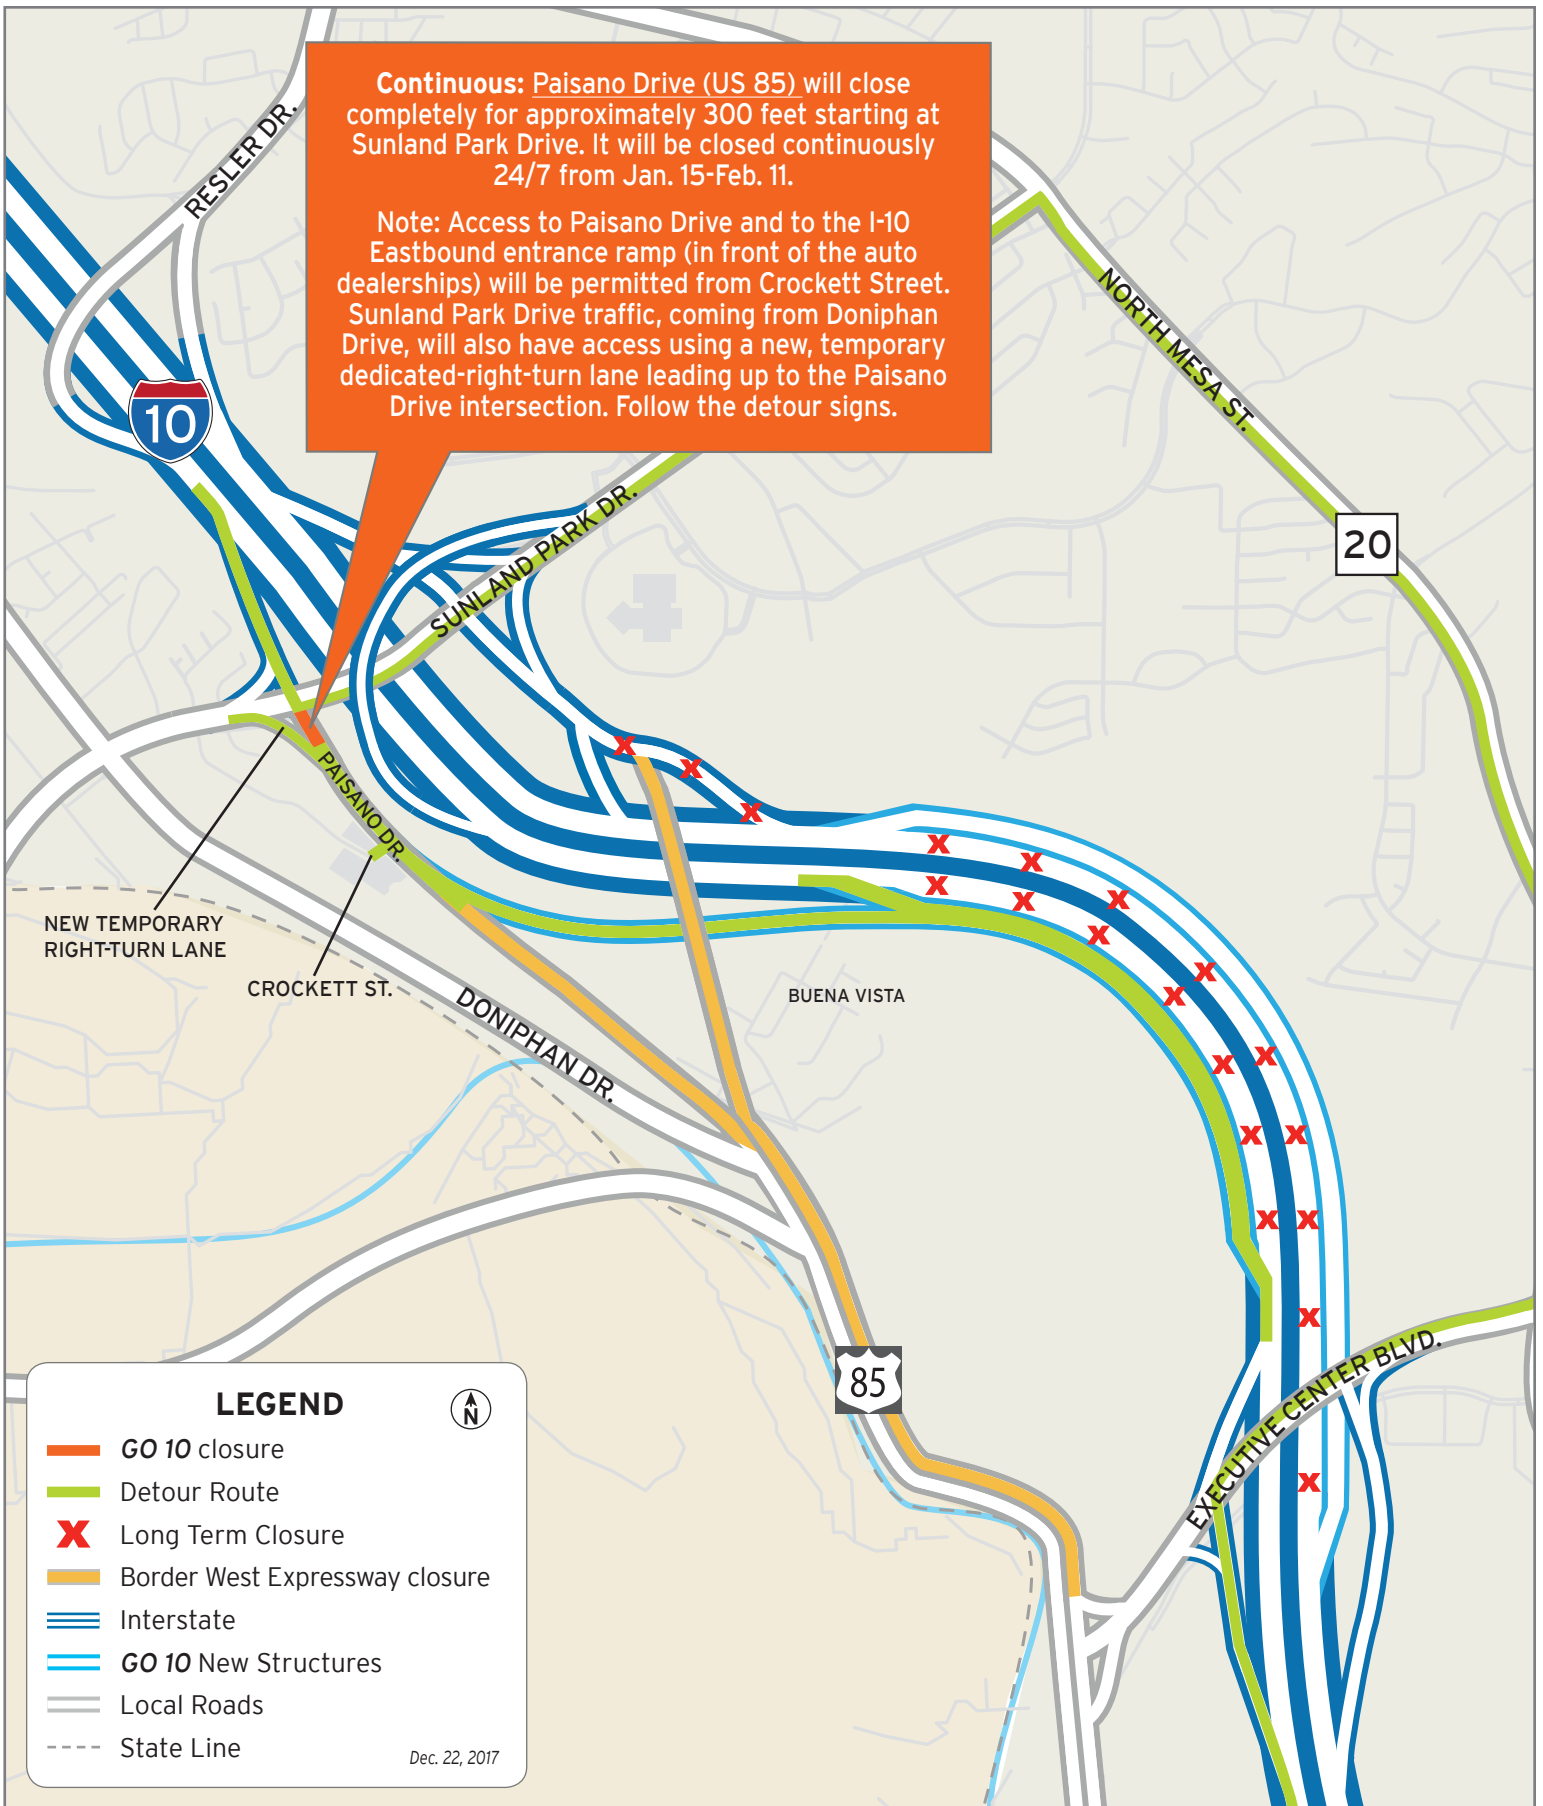 Continuous: Paisano Drive (US 85) will close
completely for approximately 300 feet starting at
Sunland Park Drive. It will be closed continuously
24/7 from Jan. 15-Feb. 11.
Note: Access to Paisano Drive and to the I-10
Eastbound entrance ramp (in front of the auto
dealerships) will be permitted from Crockett Street.
Sunland Park Drive traffic, coming from Doniphan
Drive, will also have access using a new, temporary
dedicated-right-turn lane leading up to the Paisano
Drive intersection. Follow the detour signs.
RESLER DR.
10
NORTH MESA ST.
20
SUNLAND PARK DR.
PAISANO DR.
NEW TEMPORARY
RIGHT-TURN LANE
CROCKETT ST.
DONIPHAN DR.
BUENA VISTA
85
EXECUTIVE CENTER BLVD.
LEGEND
N
GO 10 closure
Detour Route
X Long Term Closure
Border West Expressway closure
Interstate
GO 10 New Structures
Local Roads
State Line
Dec. 22, 2017